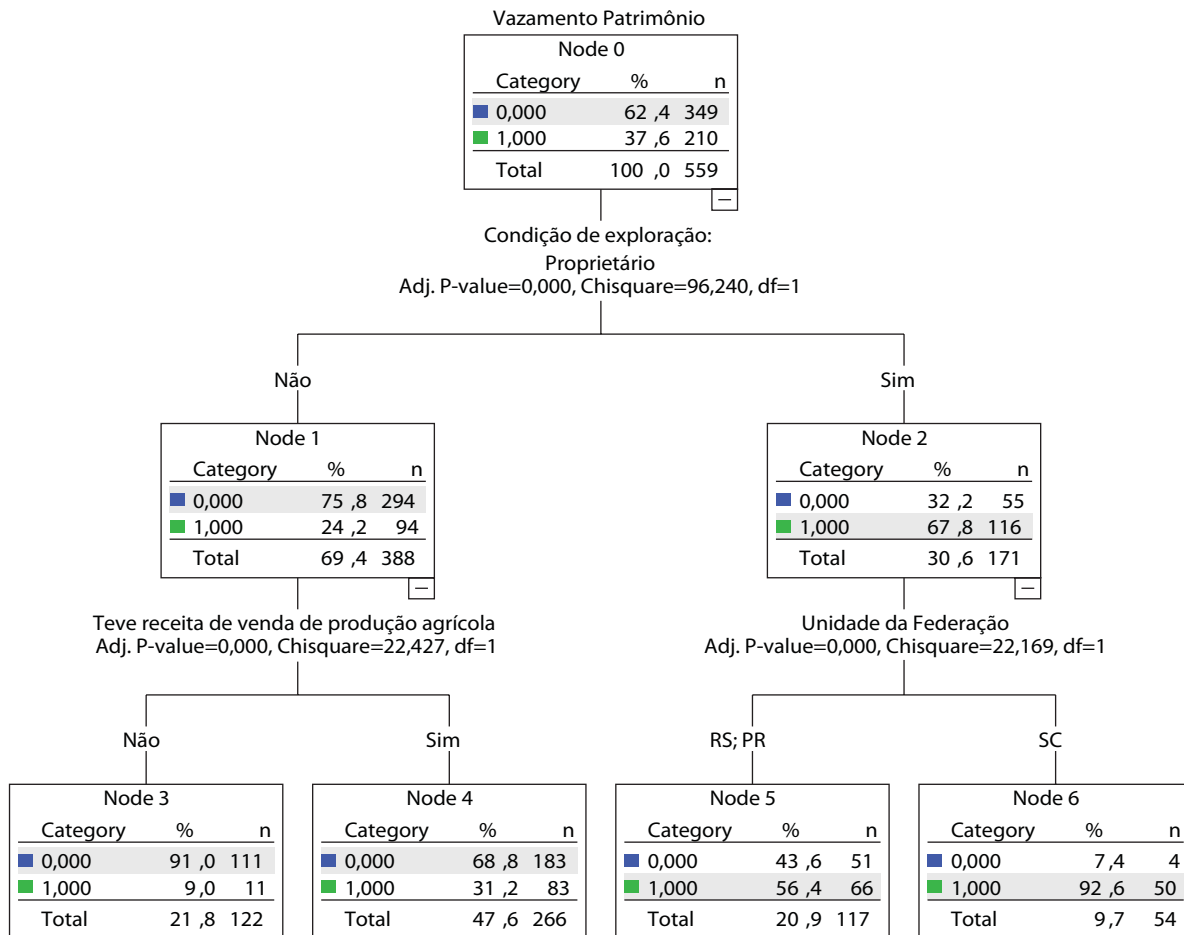 Vazamento Patrimônio
Node 0
Category % n
0,000 62 ,4 349
1,000 37 ,6 210
Total 100 ,0 559
Condição de exploração:
Proprietário
Adj. P-value=0,000, Chisquare=96,240, df=1
Não
Sim
Node 1
Category % n
0,000 75 ,8 294
1,000 24 ,2 94
Total 69 ,4 388
Node 2
Category % n
0,000 32 ,2 55
1,000 67 ,8 116
Total 30 ,6 171
Teve receita de venda de produção agrícola
Adj. P-value=0,000, Chisquare=22,427, df=1
Unidade da Federação
Adj. P-value=0,000, Chisquare=22,169, df=1
Não
Sim
RS; PR
SC
Node 3
Category % n
0,000 91 ,0 111
1,000 9,0 11
Total 21 ,8 122
Node 4
Category % n
0,000 68 ,8 183
1,000 31 ,2 83
Total 47 ,6 266
Node 5
Category % n
0,000 43 ,6 51
1,000 56 ,4 66
Total 20 ,9 117
Node 6
Category % n
0,000 7,4 4
1,000 92 ,6 50
Total 9,7 54